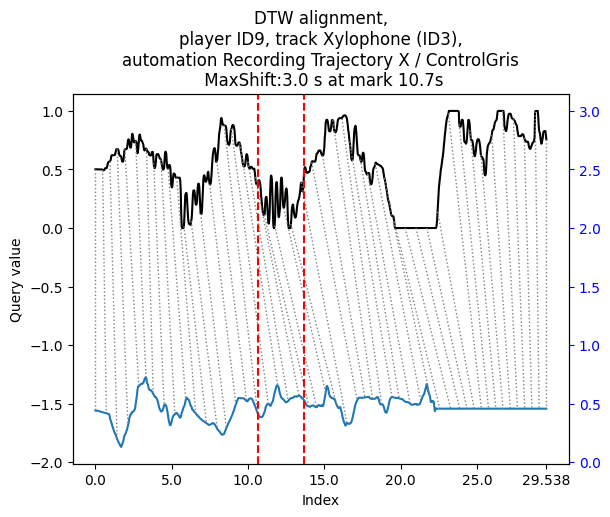 DTW alignment,
player ID9, track Xylophone (ID3),
automation Recording Trajectory X / ControlGris
MaxShift:3.0 s at mark 10.7s
1.0
0.5
0.0
−0.5
−1.0
−1.5
−2.0
Query value
3.0
2.5
2.0
1.5
1.0
0.5
0.0
0.0 5.0 10.0 15.0 20.0 25.0 29.538
Index